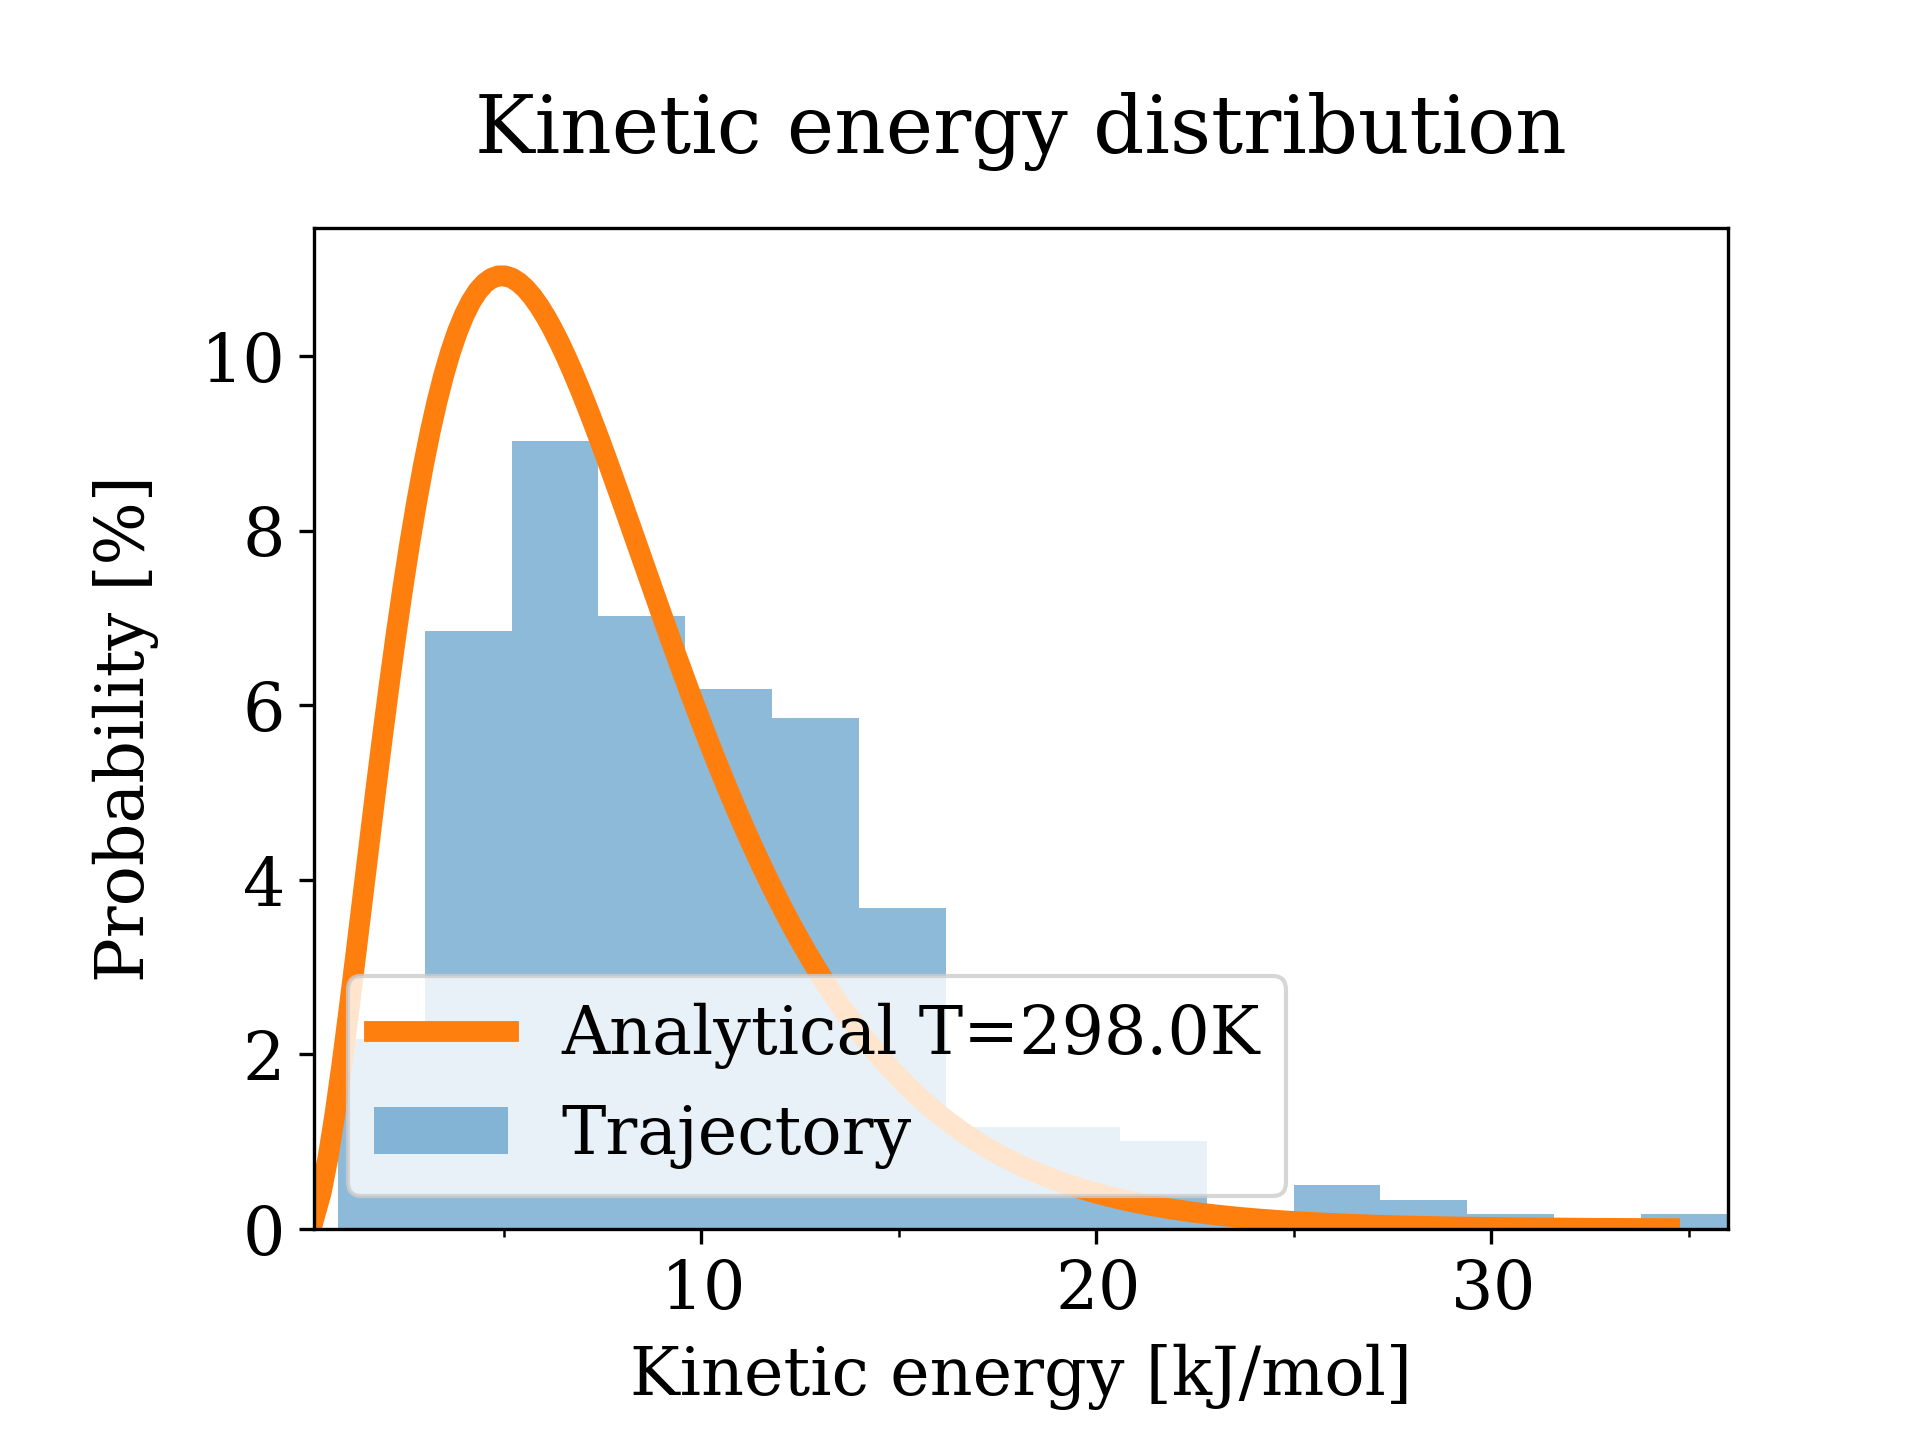 Kinetic energy distribution
Probability [%]
10
8
6
4
2
0
Analytical T=298.0K
Trajectory
10 20 30
Kinetic energy [kJ/mol]